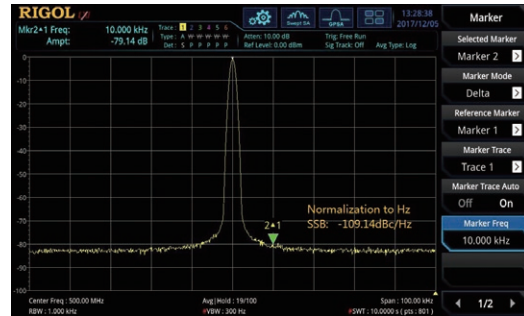 RIGOL
Mkr2▲1 Freq: 10.000 kHz
Ampt: -79.14 dB
Trace: 1 2 3 4 5 6
Type: A W W W W W
Det: S P P P P P
Atten: 10.00 dB
Ref Level: 0.00 dBm
Swept SA
GPSA
Trig: Free Run
Sig Track: Off Avg Type: Log
13:28:38
2017/12/05
0
-10
-20
-30
-40
-50
-60
-70
-80
-90
-100
2▲1
Normalization to Hz
SSB: -109.14dBc/Hz
Center Freq : 500.00 MHz
Avg|Hold : 19/100
Span : 100.00 kHz
RBW : 1.000 kHz
#VBW : 300 Hz
#SWT : 10.0000 s ( pts : 801 )
Marker
Selected Marker
Marker 2
Marker Mode
Delta
Reference Marker
Marker 1
Marker Trace
Trace 1
Marker Trace Auto
Off On
Marker Freq
10.000 kHz
1/2